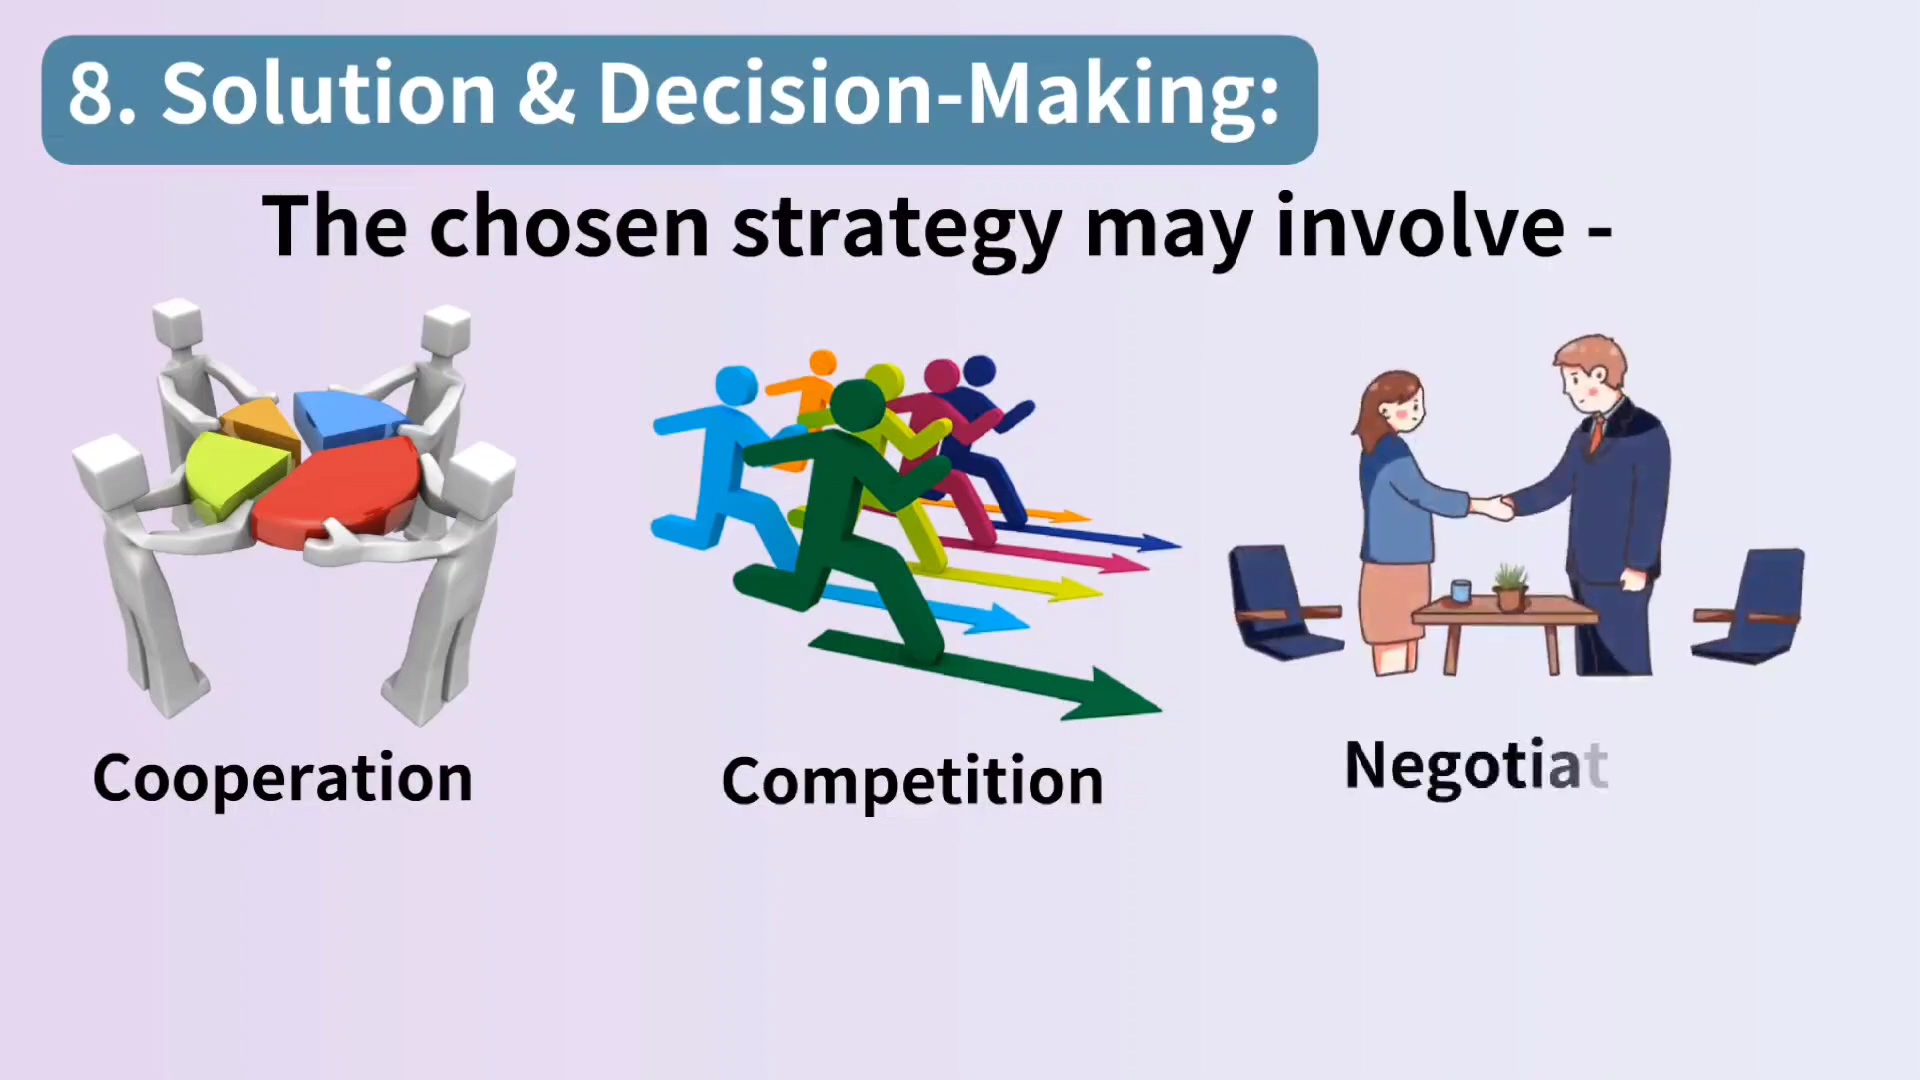 8. Solution & Decision-Making:
The chosen strategy may involve -
Cooperation
Competition
Negotiat